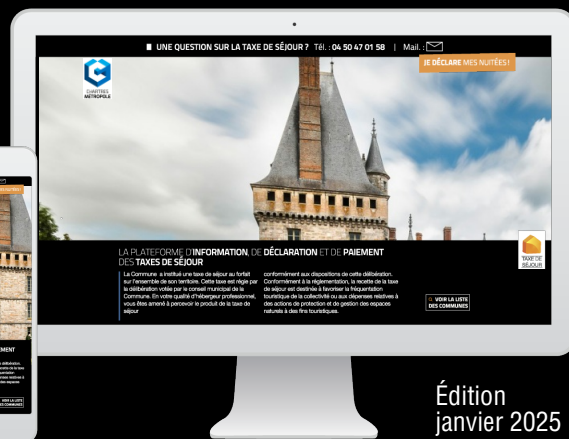 UNE QUESTION SUR LA TAXE DE SÉJOUR ? Tél. : 04 50 47 01 58 | Mail. :
JE DÉCLARE MES NUITÉES !
CHARTRES
MÉTROPOLE
LA PLATEFORME D'INFORMATION, DE DÉCLARATION ET DE PAIEMENT
DES TAXES DE SÉJOUR
La Commune a institué une taxe de séjour au forfait
sur l'ensemble de son territoire. Cette taxe est régie par
la délibération votée par le conseil municipal de la
Commune. En votre qualité d'hébergeur professionnel,
vous êtes amené à percevoir le produit de la taxe de
séjour
conformément aux dispositions de cette délibération.
Conformément à la réglementation, la recette de la taxe
de séjour est destinée à favoriser la fréquentation
touristique de la collectivité ou aux dépenses relatives à
des actions de protection et de gestion des espaces
naturels à des fins touristiques.
VOIR LA LISTE
DES COMMUNES
TAXE DE
SÉJOUR
VOIR LA LISTE
DES COMMUNES
Édition
janvier 2025